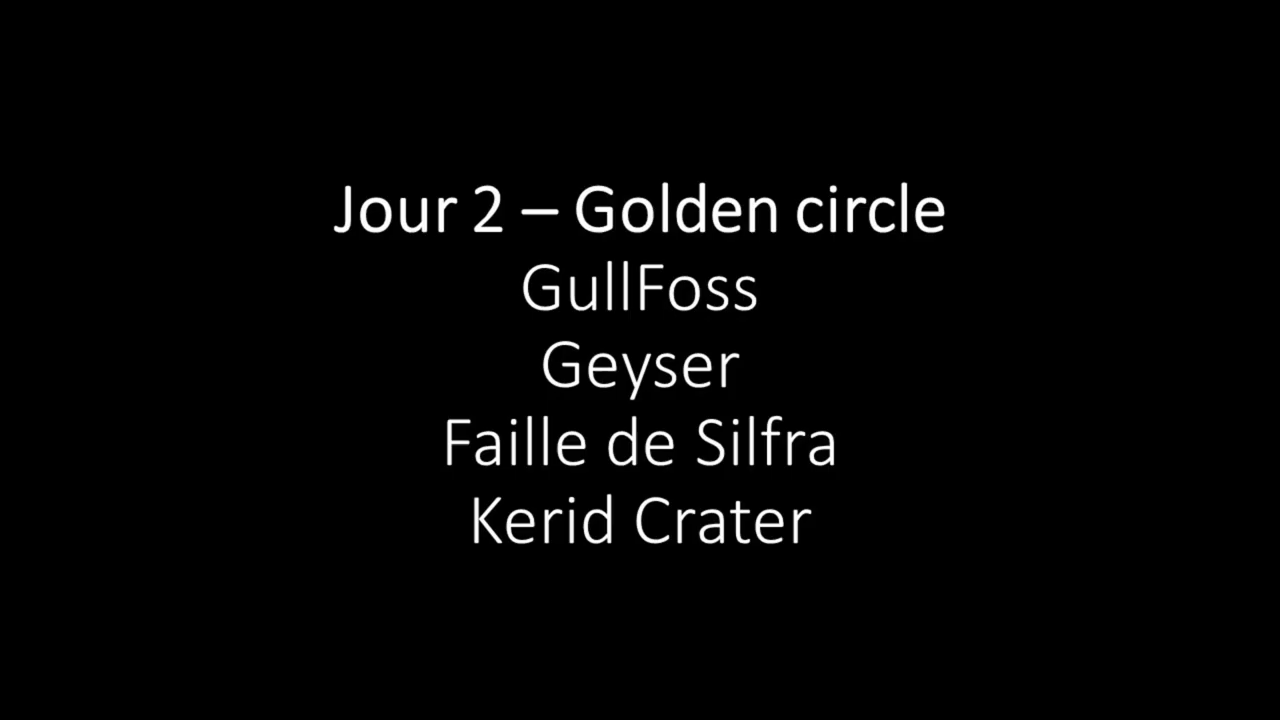 Jour 2 – Golden circle
GullFoss
Geyser
Faille de Silfra
Kerid Crater